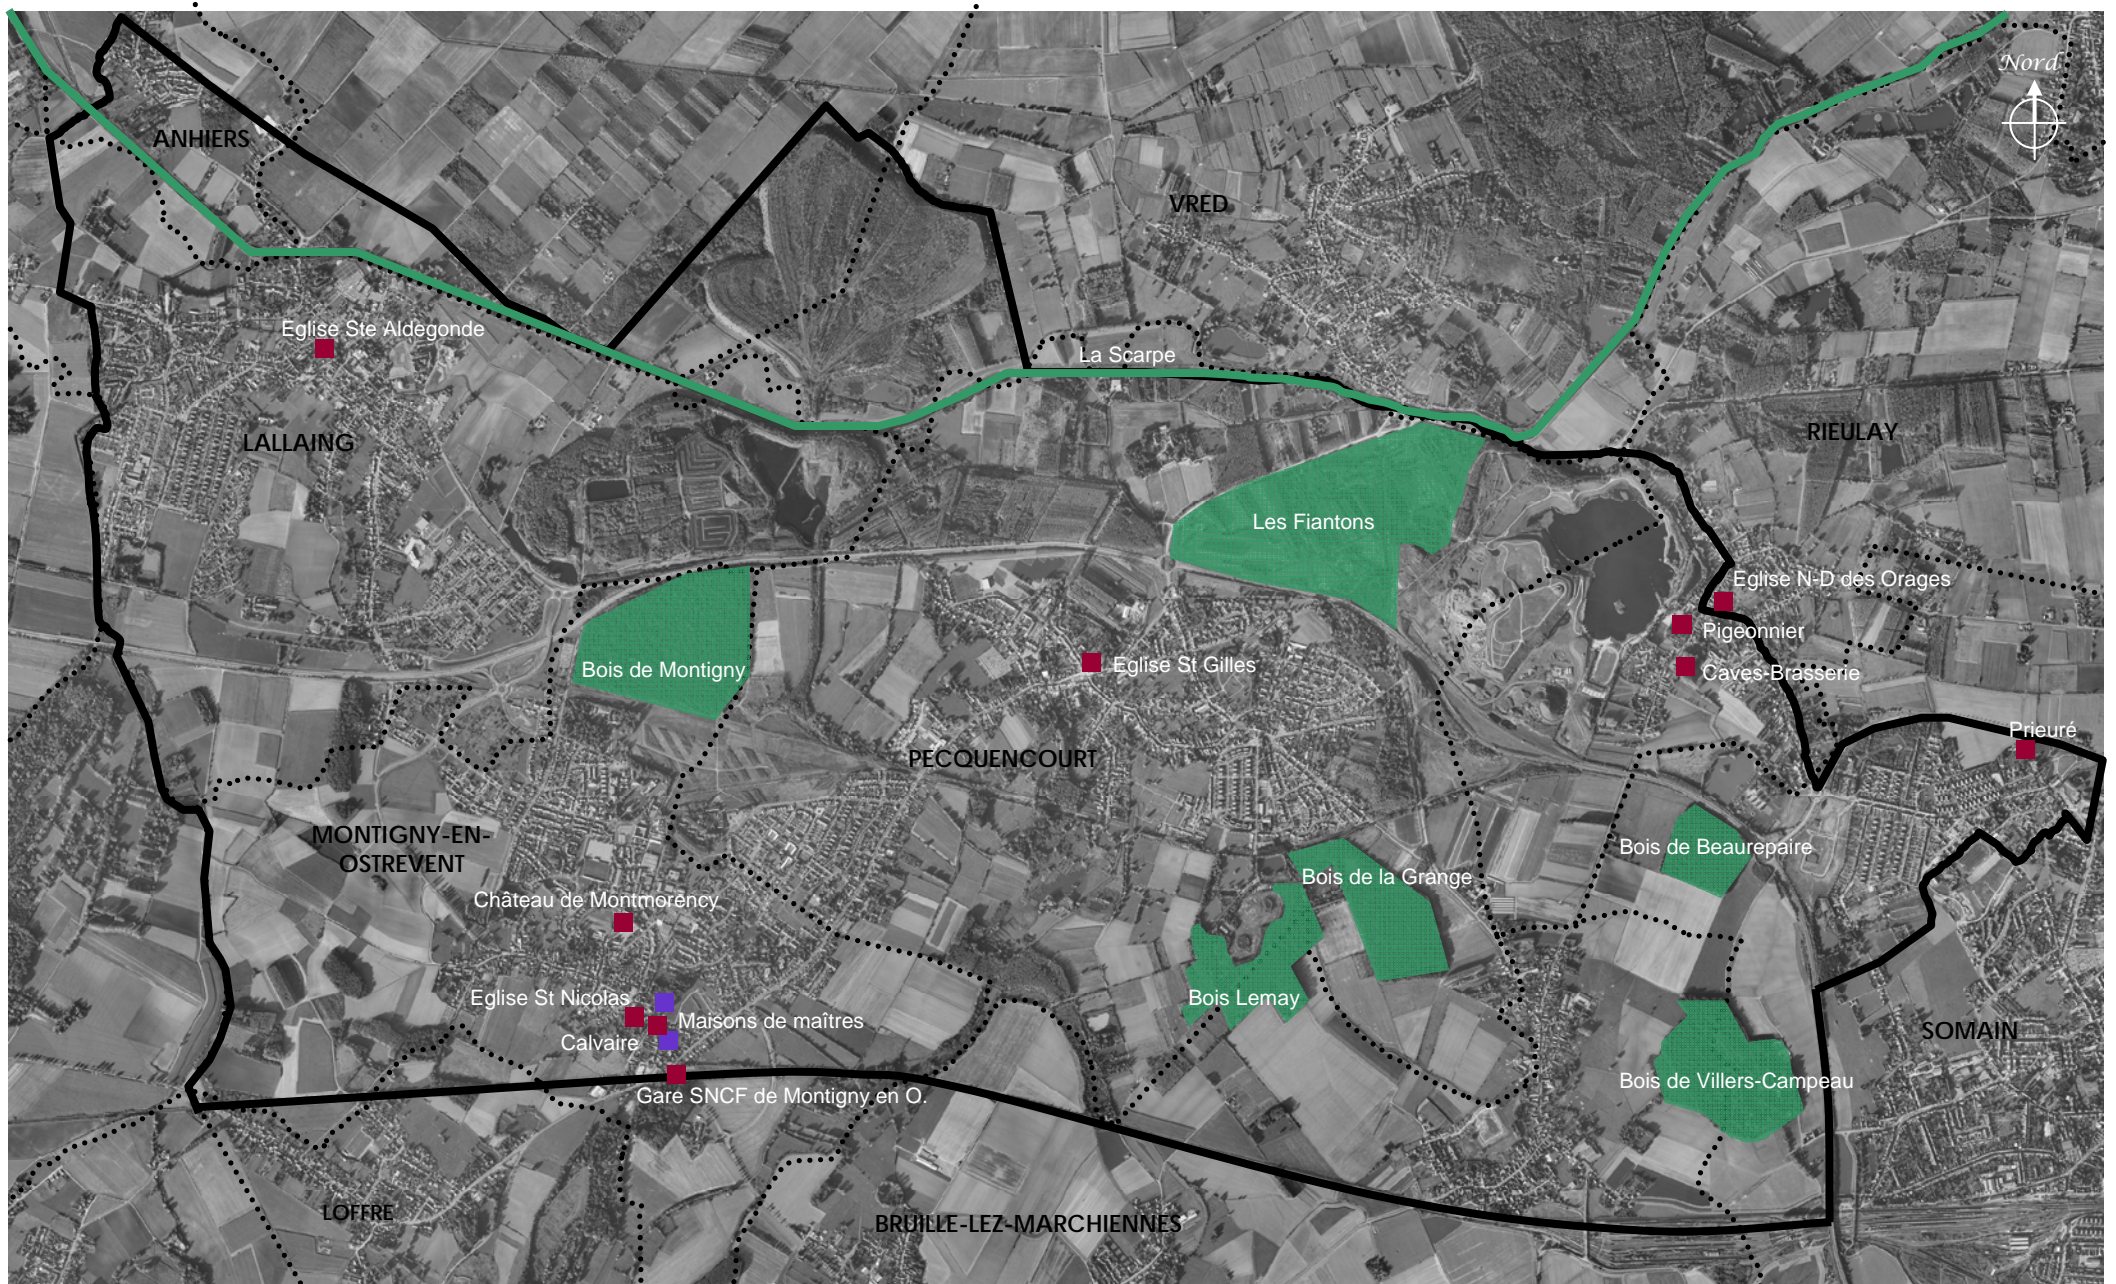 Nord
ANHIERS
VRED
Eglise Ste Aldegonde
La Scarpe
LALLAING
RIEULAY
Les Fiantons
Eglise N-D des Orages
Pigeonnier
Bois de Montigny
Eglise St Gilles
Caves-Brasserie
Prieuré
PECQUENCOURT
MONTIGNY-EN-
OSTREVENT
Bois de Beaurepaire
Bois de la Grange
Château de Montmorency
Eglise St Nicolas
Bois Lemay
Maisons de maîtres
Calvaire
SOMAIN
Bois de Villers-Campeau
Gare SNCF de Montigny en O.
LOFFRE
BRUILLE-LEZ-MARCHIENNES